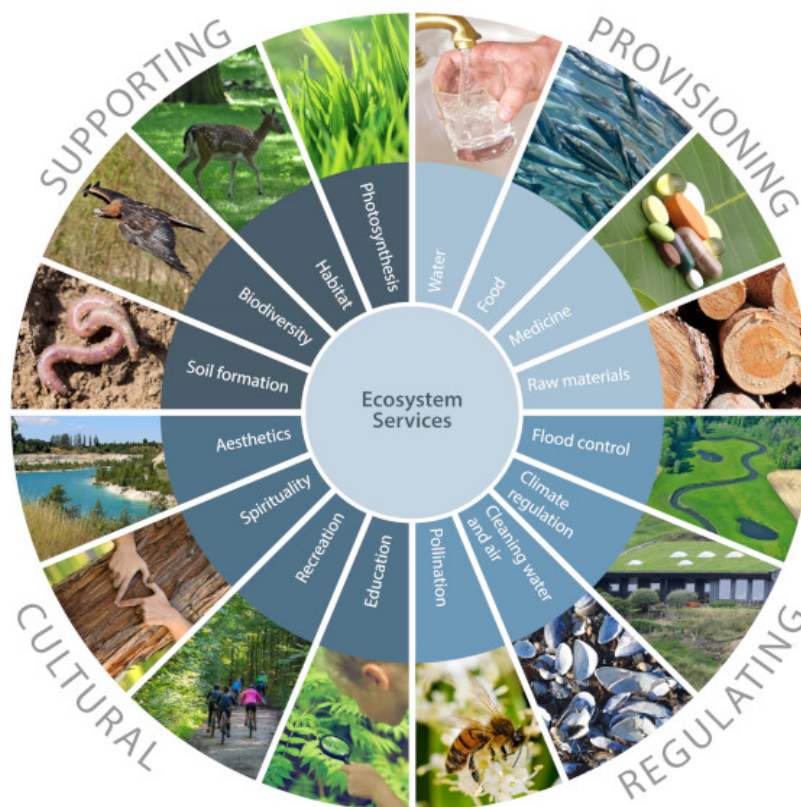 SUPPORTING
PROVISIONING
Photosynthesis
Habitat
Biodiversity
Soil formation
Water
Food
Medicine
Raw materials
Ecosystem
Services
Aesthetics
Spirituality
Recreation
Education
Flood control
Climate
regulation
Cleaning water
and air
Pollination
CULTURAL
REGULATING